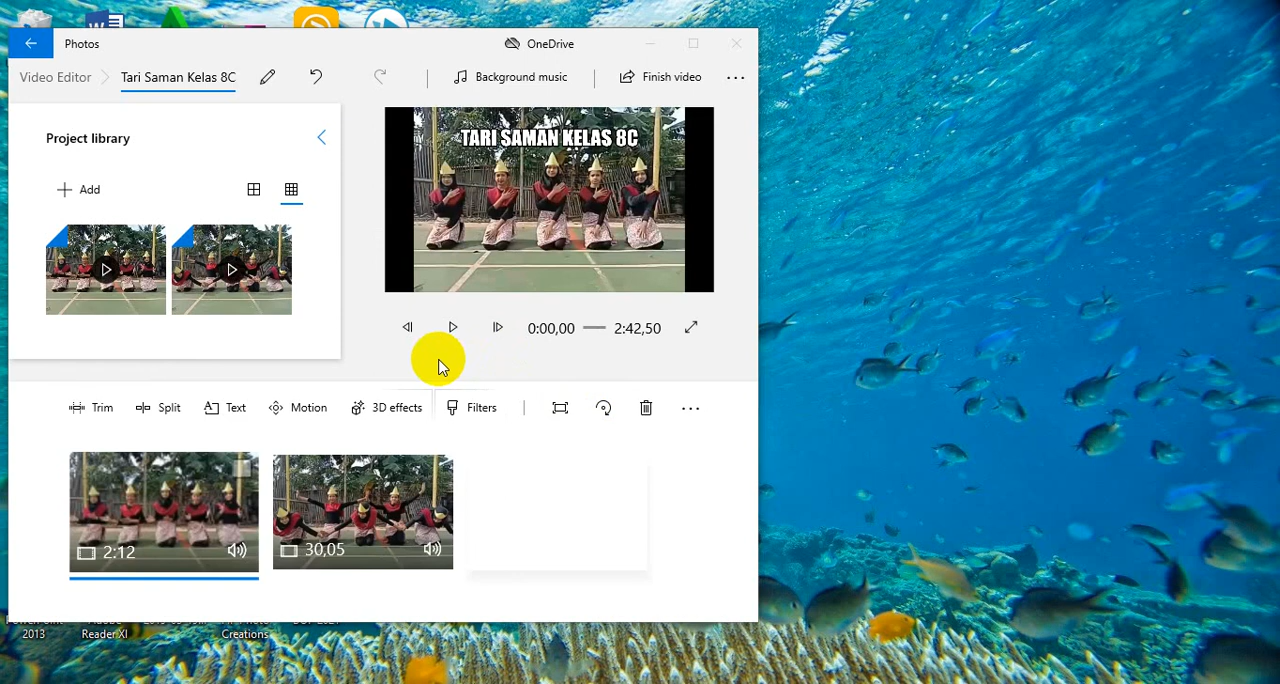 Photos
OneDrive
Video Editor
Tari Saman Kelas 8C
Background music
Finish video
Project library
Add
TARI SAMAN KELAS 8C
0:00,00
2:42,50
Trim
Split
Text
Motion
3D effects
Filters
2:12
30,05
2013
Reader XI
Creations